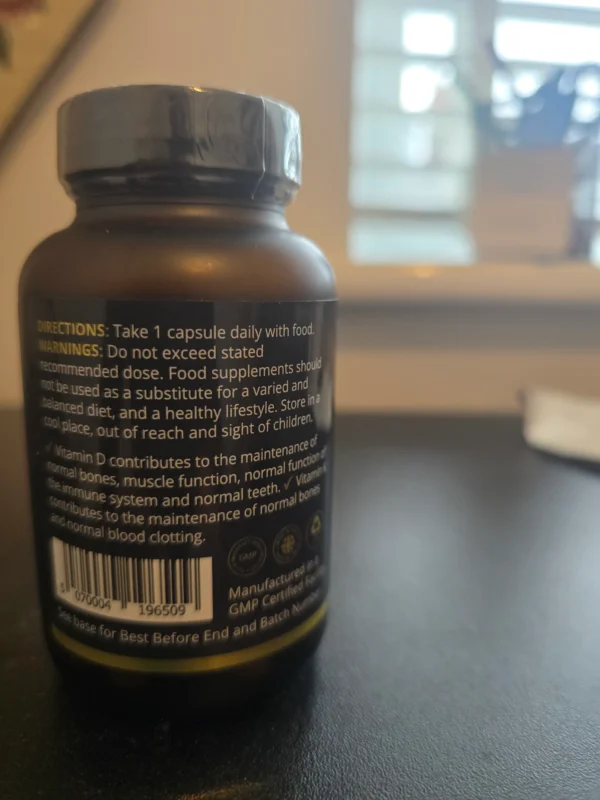 DIRECTIONS: Take 1 capsule daily with food.
WARNINGS: Do not exceed stated
recommended dose. Food supplements should
not be used as a substitute for a varied and
balanced diet, and a healthy lifestyle. Store in a
cool place, out of reach and sight of children.
✓ Vitamin D contributes to the maintenance of
normal bones, muscle function, normal function of
the immune system and normal teeth. ✓ Vitamin
contributes to the maintenance of normal bones
and normal blood clotting.
GMP
Manufactured in a
GMP Certified
5 070004 196509
See base for Best Before End and Batch Number